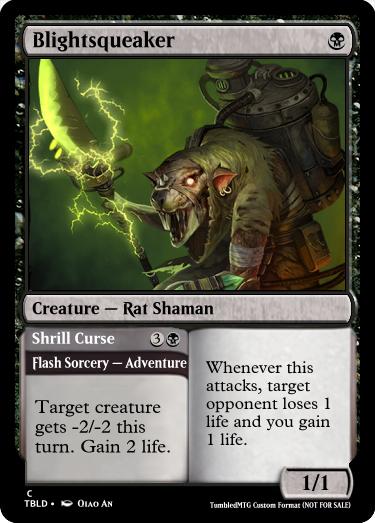 Blightsqueaker
Creature — Rat Shaman
Shrill Curse 3
Flash Sorcery — Adventure
Target creature
gets -2/-2 this
turn. Gain 2 life.
Whenever this
attacks, target
opponent loses 1
life and you gain
1 life.
1/1
C
TBLD • Qiao An
TumbledMTG Custom Format (NOT FOR SALE)